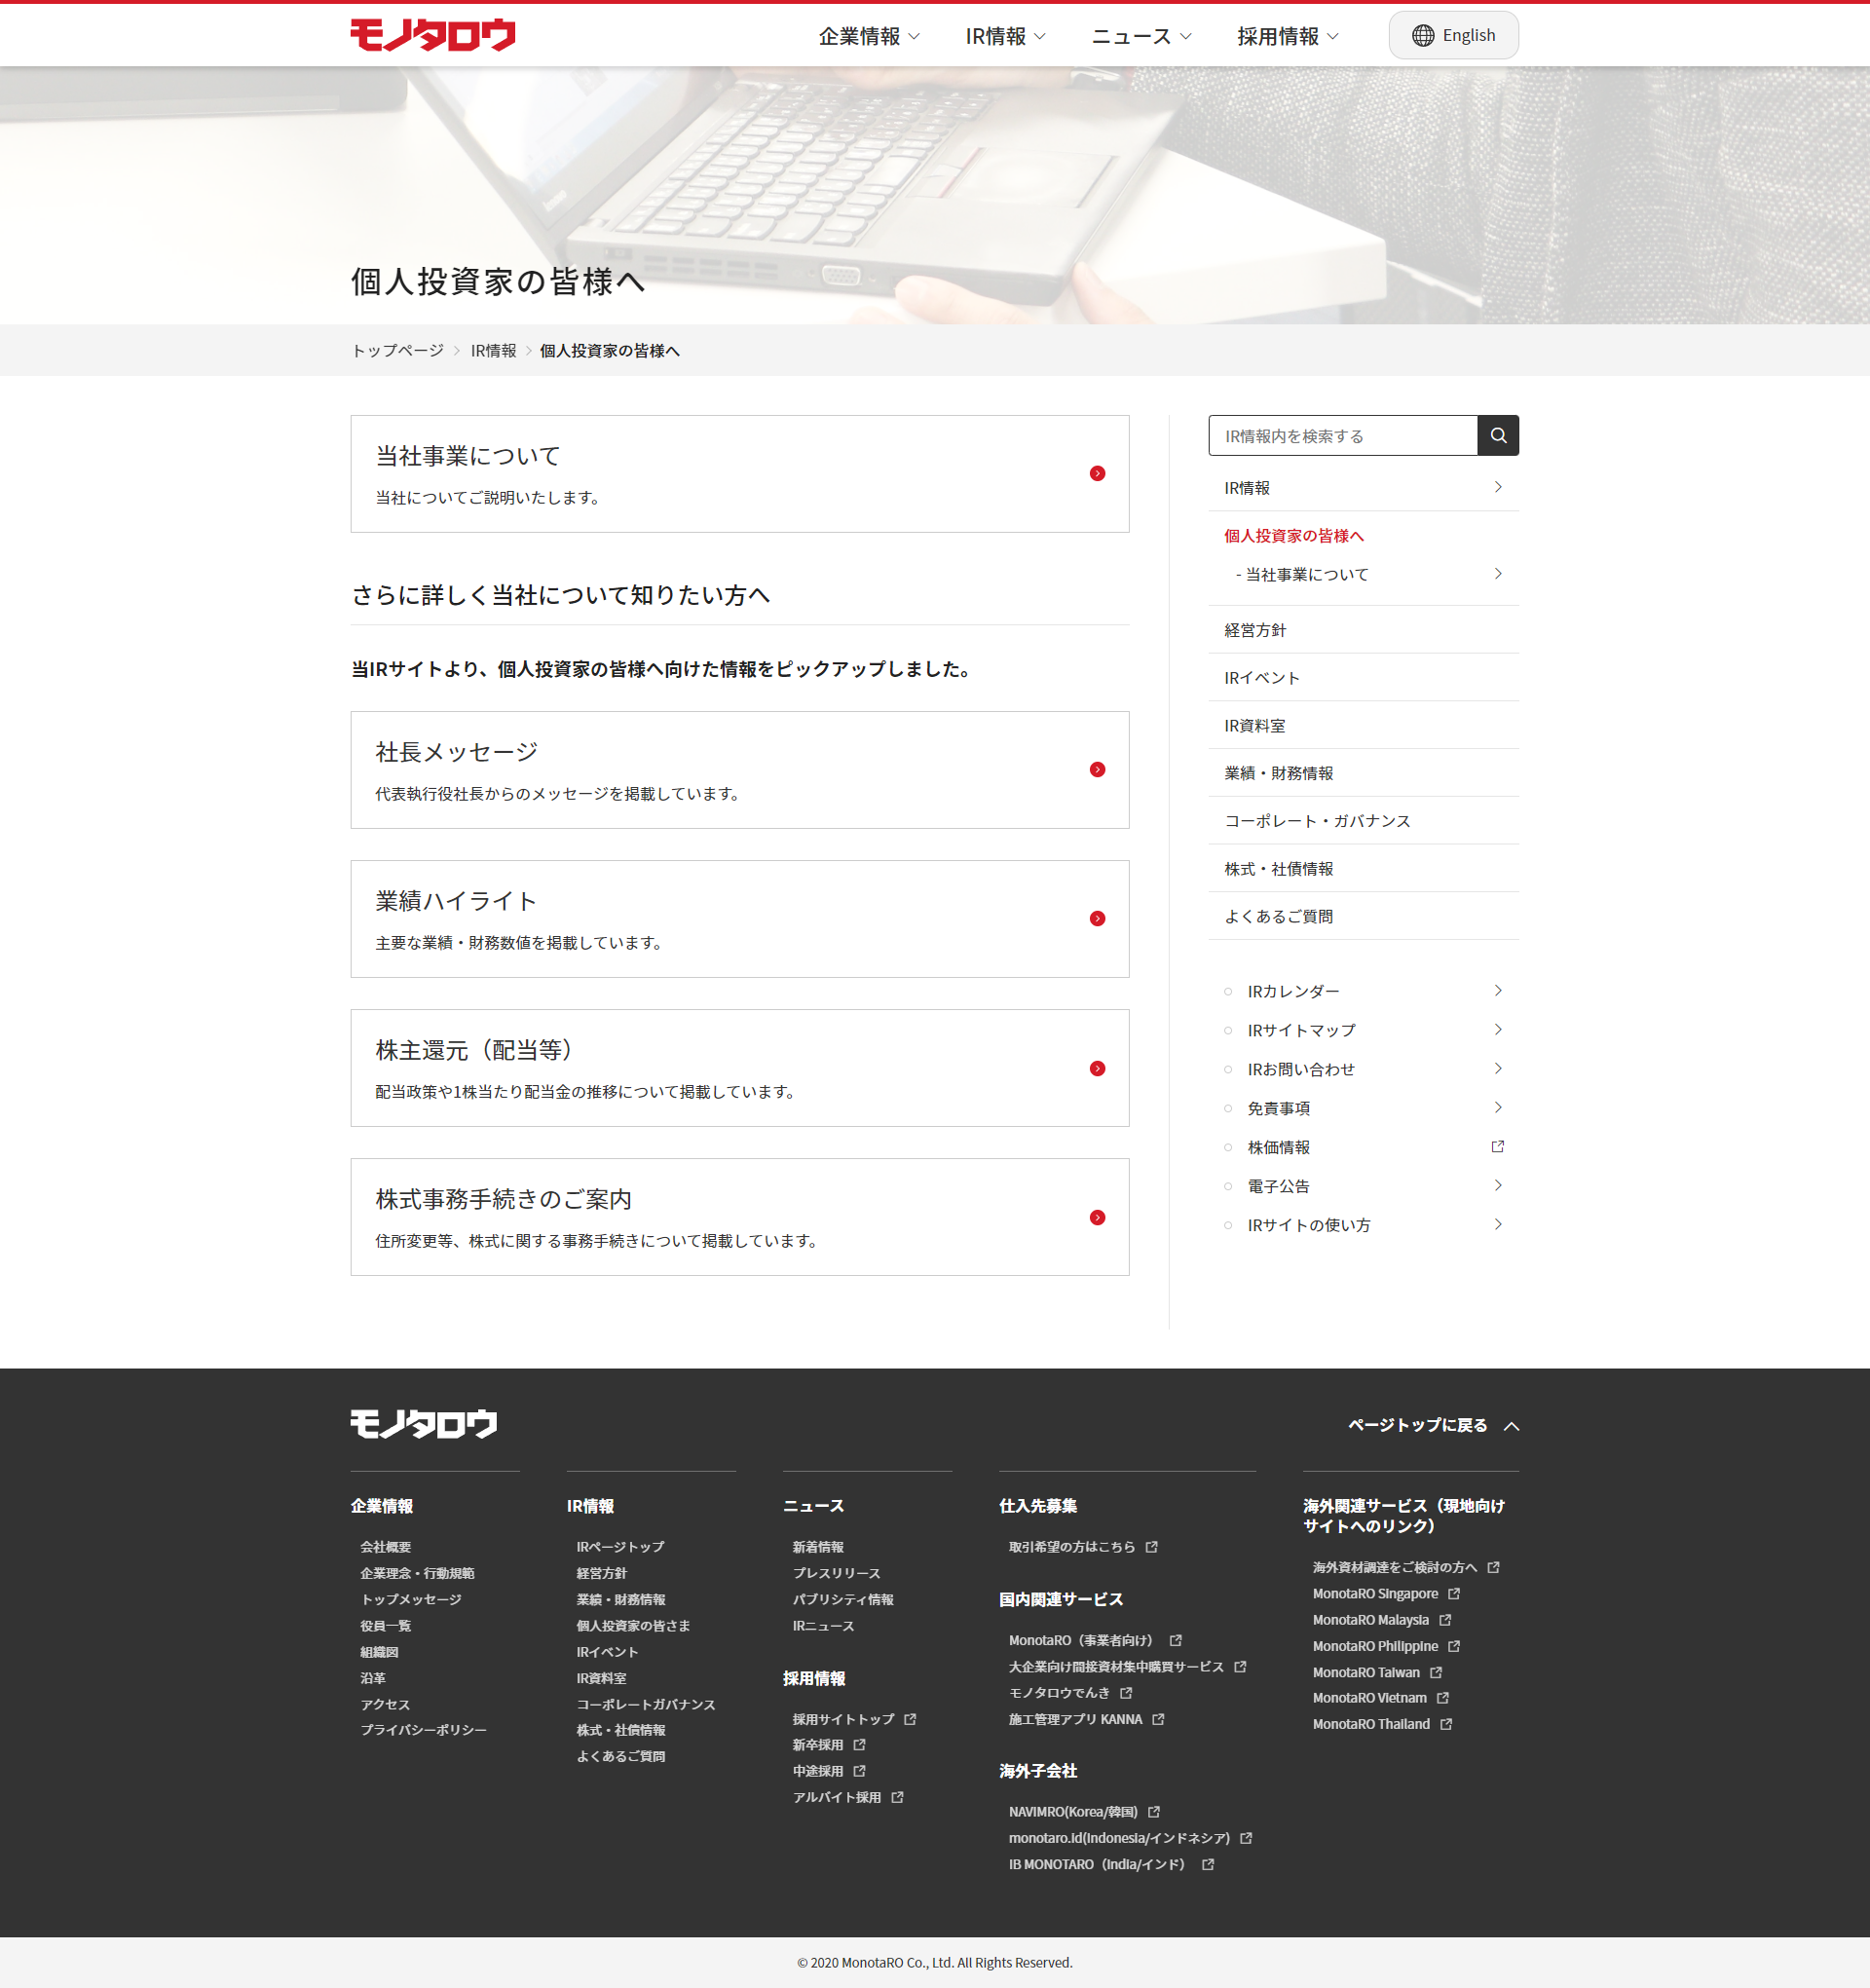 モノタロウ
企業情報
IR情報
ニュース
採用情報
English
個人投資家の皆様へ
トップページ
IR情報
個人投資家の皆様へ
当社事業について
当社についてご説明いたします。
さらに詳しく当社について知りたい方へ
当IRサイトより、個人投資家の皆様へ向けた情報をピックアップしました。
社長メッセージ
代表執行役社長からのメッセージを掲載しています。
業績ハイライト
主要な業績・財務数値を掲載しています。
株主還元（配当等）
配当政策や1株当たり配当金の推移について掲載しています。
株式事務手続きのご案内
住所変更等、株式に関する事務手続きについて掲載しています。
IR情報内を検索する
IR情報
個人投資家の皆様へ
- 当社事業について
経営方針
IRイベント
IR資料室
業績・財務情報
コーポレート・ガバナンス
株式・社債情報
よくあるご質問
IRカレンダー
IRサイトマップ
IRお問い合わせ
免責事項
株価情報
電子公告
IRサイトの使い方
モノタロウ
ページトップに戻る
企業情報
会社概要
企業理念・行動規範
トップメッセージ
役員一覧
組織図
沿革
アクセス
プライバシーポリシー
IR情報
IRページトップ
経営方針
業績・財務情報
個人投資家の皆さま
IRイベント
IR資料室
コーポレートガバナンス
株式・社債情報
よくあるご質問
ニュース
新着情報
プレスリリース
パブリシティ情報
IRニュース
採用情報
採用サイトトップ
新卒採用
中途採用
アルバイト採用
仕入先募集
取引希望の方はこちら
国内関連サービス
MonotaRO（事業者向け）
大企業向け間接資材集中購買サービス
モノタロウでんき
施工管理アプリ KANNA
海外子会社
NAVIMRO(Korea/韓国)
monotaro.id(Indonesia/インドネシア)
IB MONOTARO（India/インド）
海外関連サービス（現地向け
サイトへのリンク）
海外資材調達をご検討の方へ
MonotaRO Singapore
MonotaRO Malaysia
MonotaRO Philippine
MonotaRO Taiwan
MonotaRO Vietnam
MonotaRO Thailand
© 2020 MonotaRO Co., Ltd. All Rights Reserved.